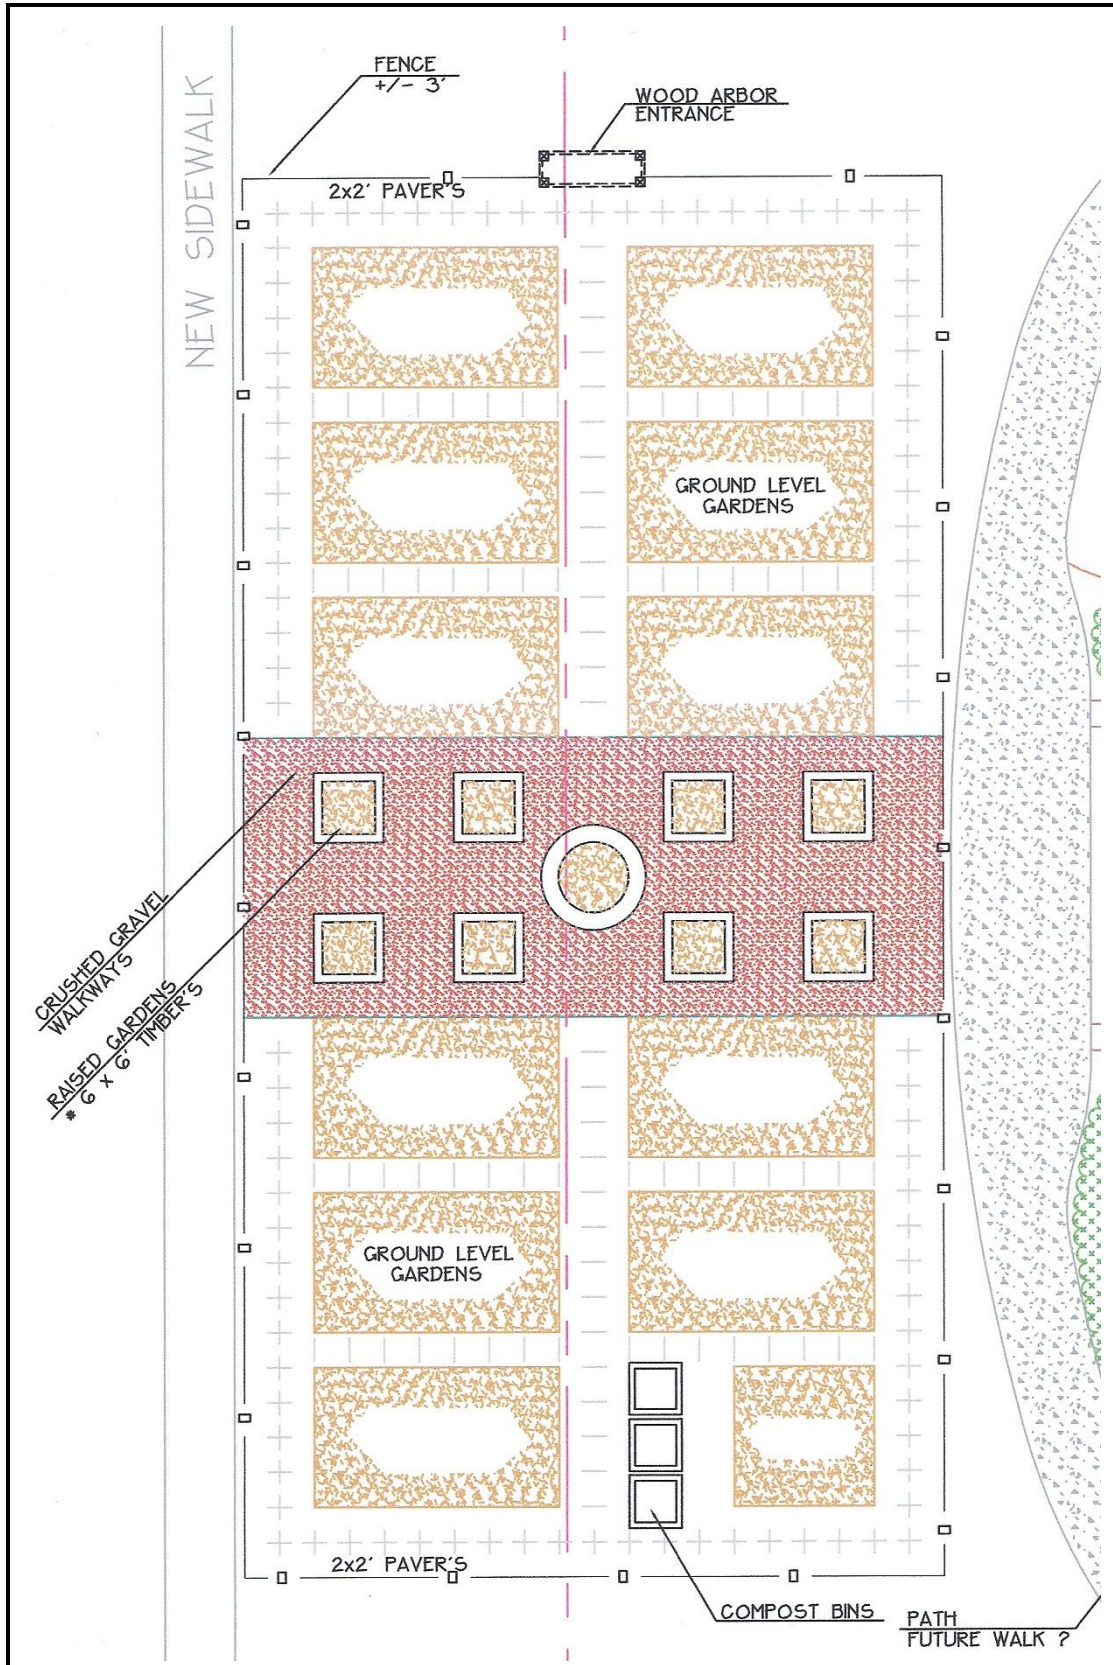 FENCE
+/- 3'
WOOD ARBOR
ENTRANCE
NEW SIDEWALK
2x2' PAVER'S
GROUND LEVEL
GARDENS
CRUSHED GRAVEL
WALKWAYS
RAISED GARDENS
* 6 X 6' TIMBER'S
GROUND LEVEL
GARDENS
2x2' PAVER'S
COMPOST BINS
PATH
FUTURE WALK ?